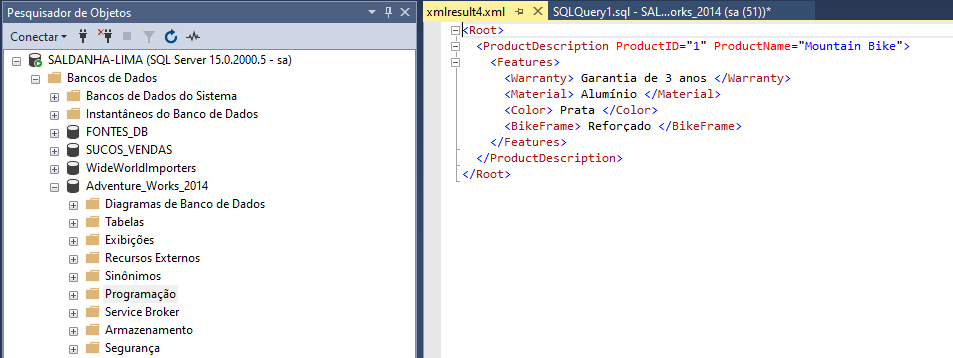 Pesquisador de Objetos
Conectar
SALDANHA-LIMA (SQL Server 15.0.2000.5 - sa)
Bancos de Dados
Bancos de Dados do Sistema
Instantâneos do Banco de Dados
FONTES_DB
SUCOS_VENDAS
WideWorldImporters
Adventure_Works_2014
Diagramas de Banco de Dados
Tabelas
Exibições
Recursos Externos
Sinônimos
Programação
Service Broker
Armazenamento
Segurança
xmlresult4.xml
SQLQuery1.sql - SAL...orks_2014 (sa (51))*
<Root>
<ProductDescription ProductID="1" ProductName="Mountain Bike">
<Features>
<Warranty> Garantia de 3 anos </Warranty>
<Material> Alumínio </Material>
<Color> Prata </Color>
<BikeFrame> Reforçado </BikeFrame>
</Features>
</ProductDescription>
</Root>